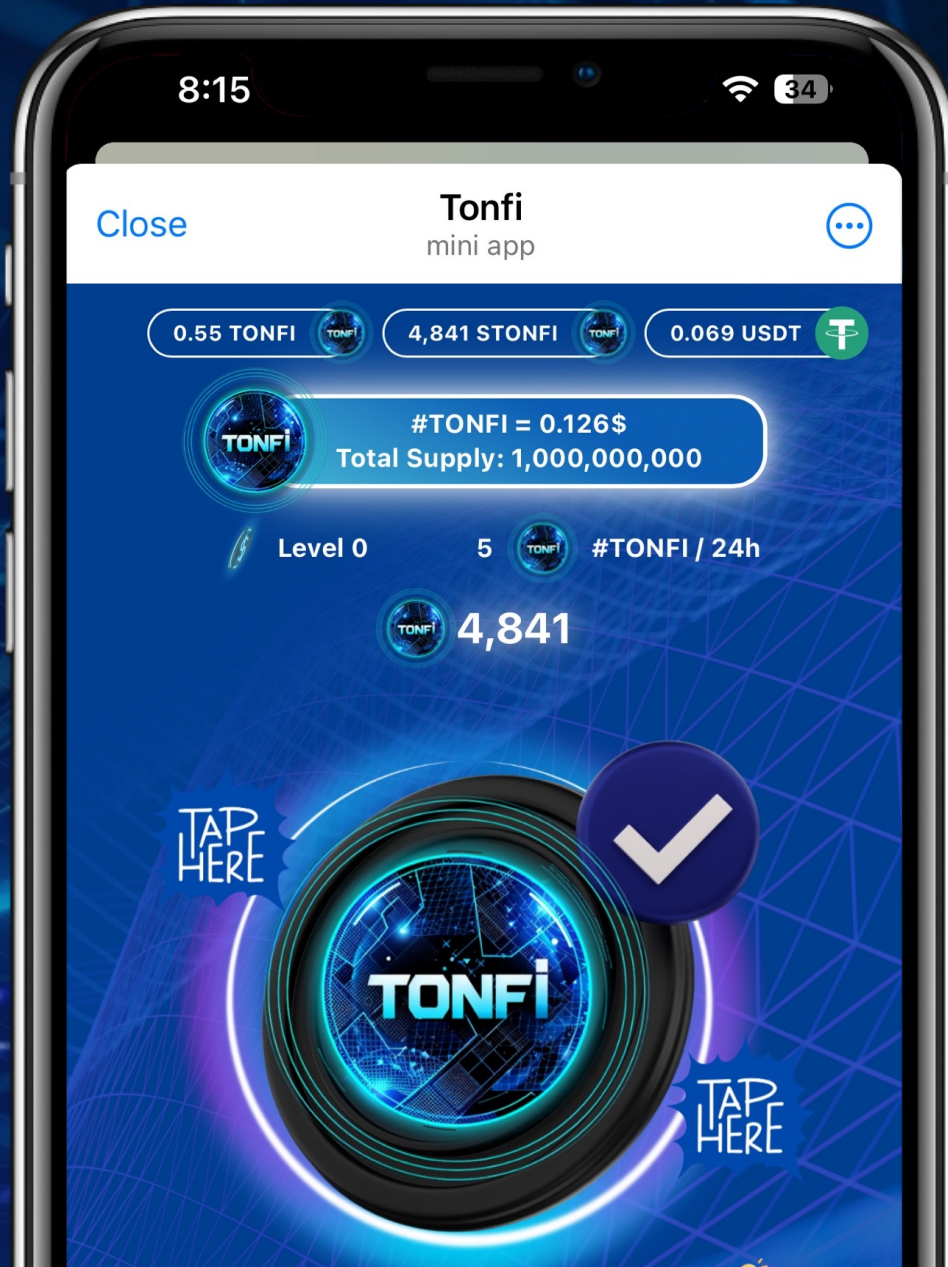 8:15
34
Close
Tonfi
mini app
0.55 TONFI
TONFİ
4,841 STONFI
TONFİ
0.069 USDT
TONFİ
#TONFI = 0.126$
Total Supply: 1,000,000,000
Level 0
5
TONFİ
#TONFI / 24h
TONFİ
4,841
TAP
HERE
TONFİ
TAP
HERE